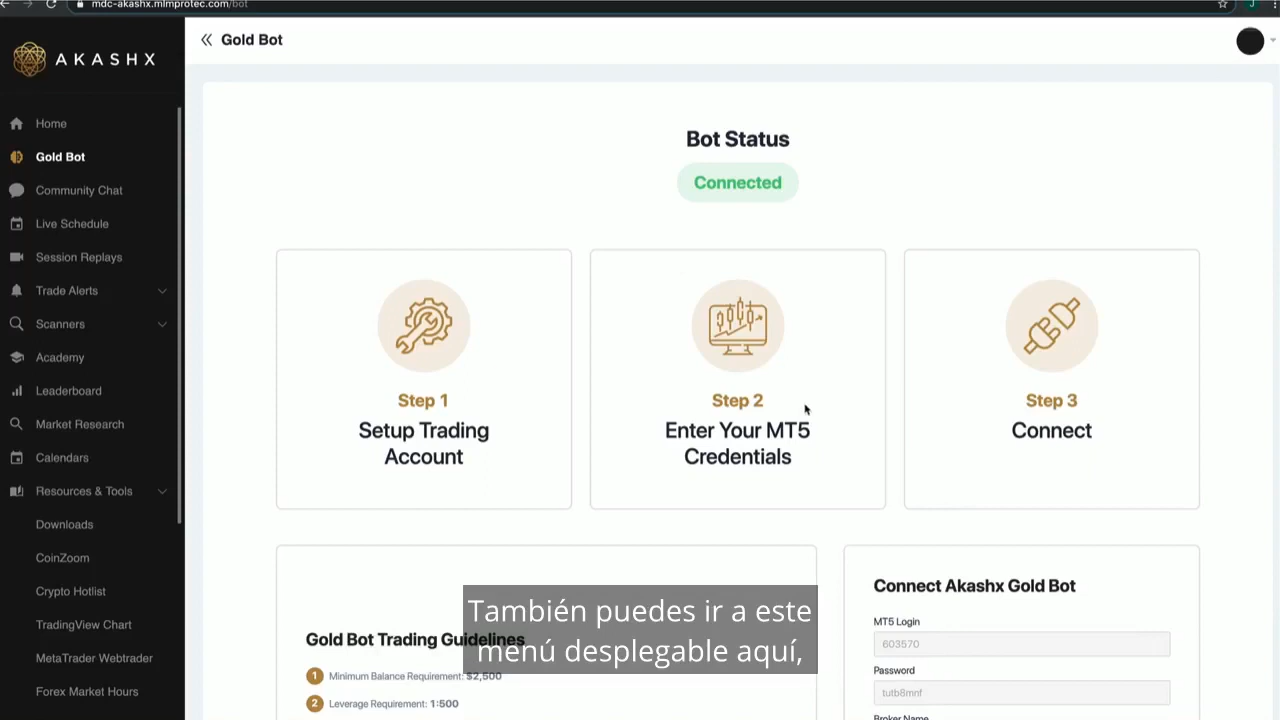 mdc-akashx.mlmprotec.com/bot
J
AKASHX
Gold Bot
Home
Gold Bot
Community Chat
Live Schedule
Session Replays
Trade Alerts
Scanners
Academy
Leaderboard
Market Research
Calendars
Resources & Tools
Downloads
CoinZoom
Crypto Hotlist
TradingView Chart
MetaTrader Webtrader
Forex Market Hours
Bot Status
Connected
Step 1
Setup Trading
Account
Step 2
Enter Your MT5
Credentials
Step 3
Connect
Gold Bot Trading Guidelines
1 Minimum Balance Requirement: $2,500
2 Leverage Requirement: 1:500
Connect Akashx Gold Bot
MT5 Login
603570
Password
tutb8mnf
Broker Name
También puedes ir a este
menú desplegable aquí,